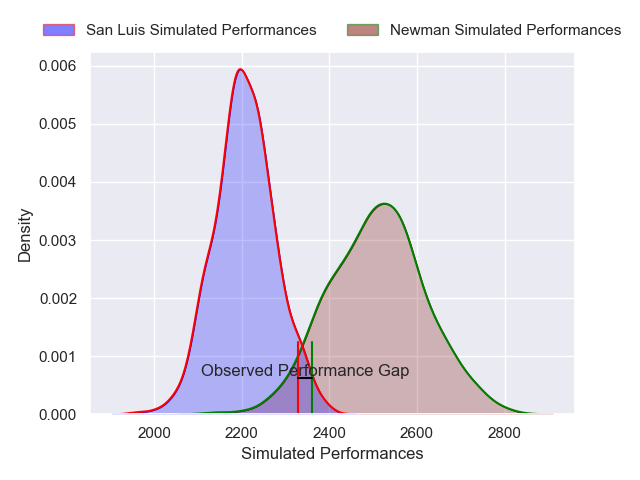 San Luis Simulated Performances Newman Simulated Performances
0.006
0.005
0.004
0.003
0.002
0.001
0.000
Density
Observed Performance Gap
2000 2200 2400 2600 2800
Simulated Performances